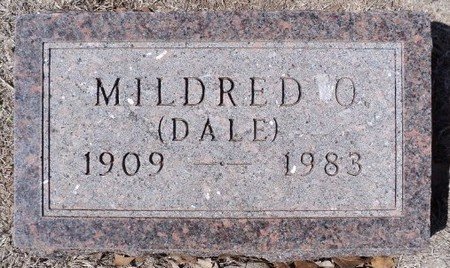 MILDRED O
(DALE)
1909 — 1983